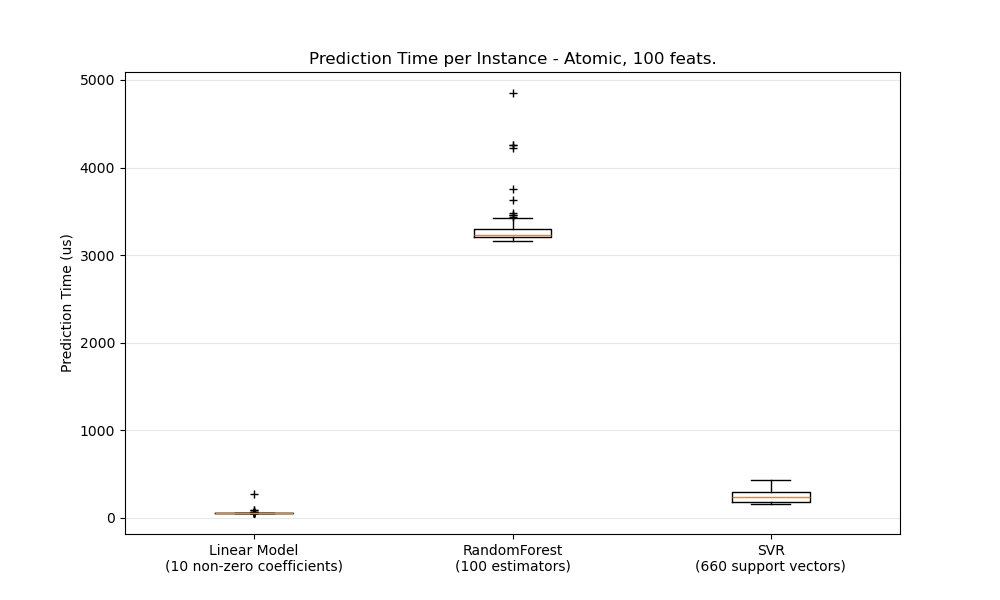 Prediction Time per Instance - Atomic, 100 feats.
5000
4000
3000
2000
1000
0
Prediction Time (us)
Linear Model
(10 non-zero coefficients)
RandomForest
(100 estimators)
SVR
(660 support vectors)